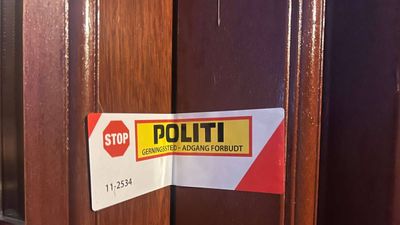 STOP
POLITI
GERNINGSSTED - ADGANG FORBUDT
11-2534